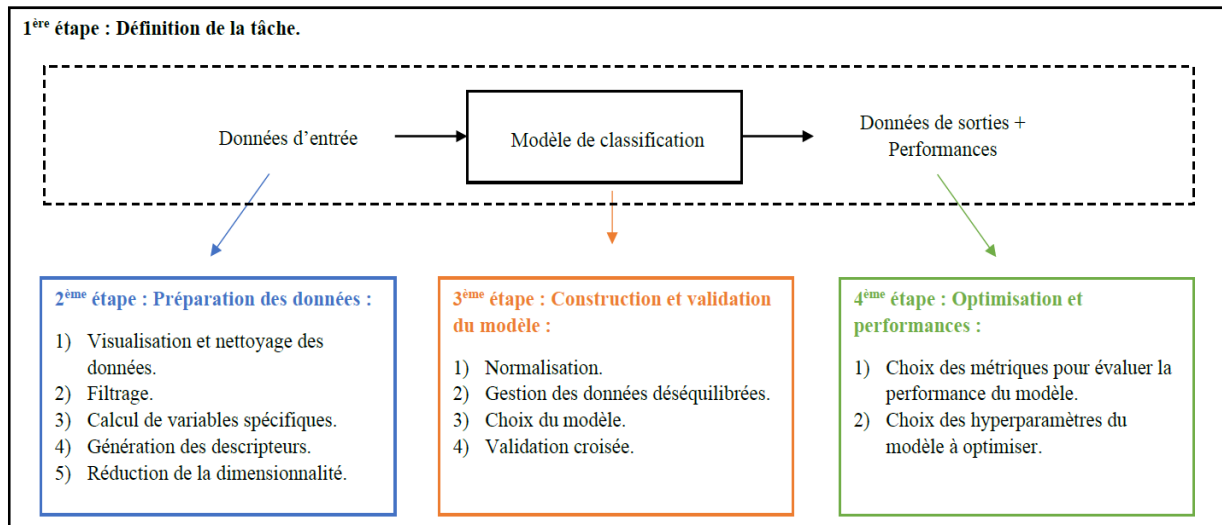 1ère étape : Définition de la tâche.
Données d'entrée
Modèle de classification
Données de sorties +
Performances
2ème étape : Préparation des données :
1) Visualisation et nettoyage des
données.
2) Filtrage.
3) Calcul de variables spécifiques.
4) Génération des descripteurs.
5) Réduction de la dimensionnalité.
3ème étape : Construction et validation
du modèle :
1) Normalisation.
2) Gestion des données déséquilibrées.
3) Choix du modèle.
4) Validation croisée.
4ème étape : Optimisation et
performances :
1) Choix des métriques pour évaluer la
performance du modèle.
2) Choix des hyperparamètres du
modèle à optimiser.